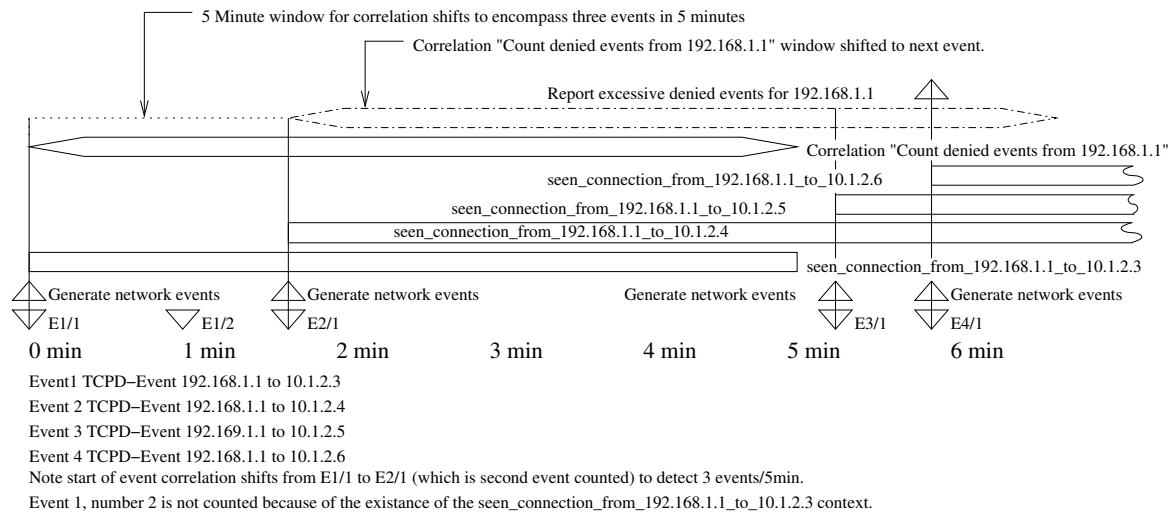 5 Minute window for correlation shifts to encompass three events in 5 minutes
Correlation "Count denied events from 192.168.1.1" window shifted to next event.
Report excessive denied events for 192.168.1.1
Correlation "Count denied events from 192.168.1.1"
seen_connection_from_192.168.1.1_to_10.1.2.6
seen_connection_from_192.168.1.1_to_10.1.2.5
seen_connection_from_192.168.1.1_to_10.1.2.4
seen_connection_from_192.168.1.1_to_10.1.2.3
Generate network events Generate network events Generate network events Generate network events
E1/1 E1/2 E2/1 E3/1 E4/1
0 min 1 min 2 min 3 min 4 min 5 min 6 min
Event1 TCPD−Event 192.168.1.1 to 10.1.2.3
Event 2 TCPD−Event 192.168.1.1 to 10.1.2.4
Event 3 TCPD−Event 192.169.1.1 to 10.1.2.5
Event 4 TCPD−Event 192.168.1.1 to 10.1.2.6
Note start of event correlation shifts from E1/1 to E2/1 (which is second event counted) to detect 3 events/5min.
Event 1, number 2 is not counted because of the existance of the seen_connection_from_192.168.1.1_to_10.1.2.3 context.